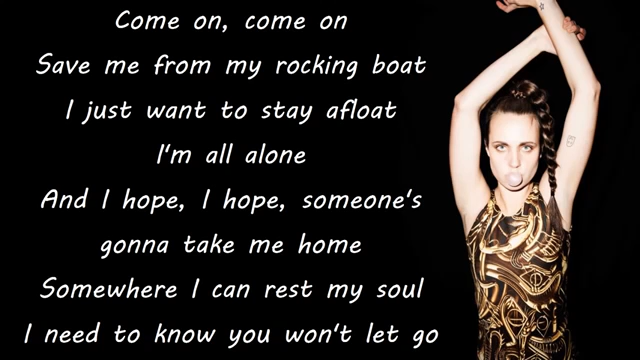 Come on, come on
Save me from my rocking boat
I just want to stay afloat
I'm all alone
And I hope, I hope, someone's
gonna take me home
Somewhere I can rest my soul
I need to know you won't let go